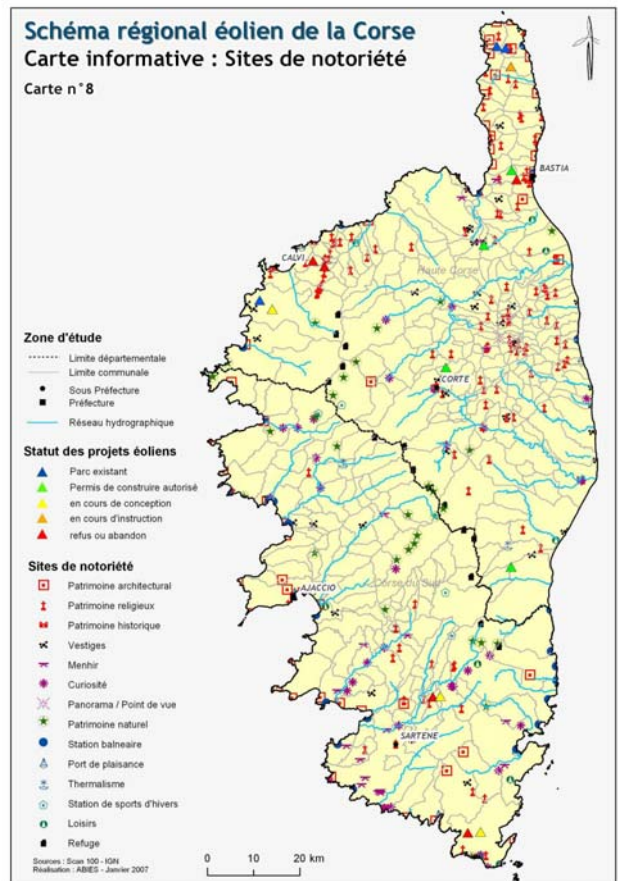 Schéma régional éolien de la Corse
Carte informative : Sites de notoriété
Carte n°8
BASTIA
CALVI
Haute Corse
CORTE
Zone d'étude
Limite départementale
Limite communale
Sous Préfecture
Préfecture
Réseau hydrographique
Statut des projets éoliens
Parc existant
Permis de construire autorisé
en cours de conception
en cours d'instruction
refus ou abandon
Sites de notoriété
Patrimoine architectural
Patrimoine religieux
Patrimoine historique
Vestiges
Menhir
Curiosité
Panorama / Point de vue
Patrimoine naturel
Station balneaire
Port de plaisance
Thermalisme
Station de sports d'hivers
Loisirs
Refuge
AJACCIO
Corse du Sud
SARTENE
Sources : Scan 100 - IGN
Réalisation : ABIES - Janvier 2007
0 10 20 km